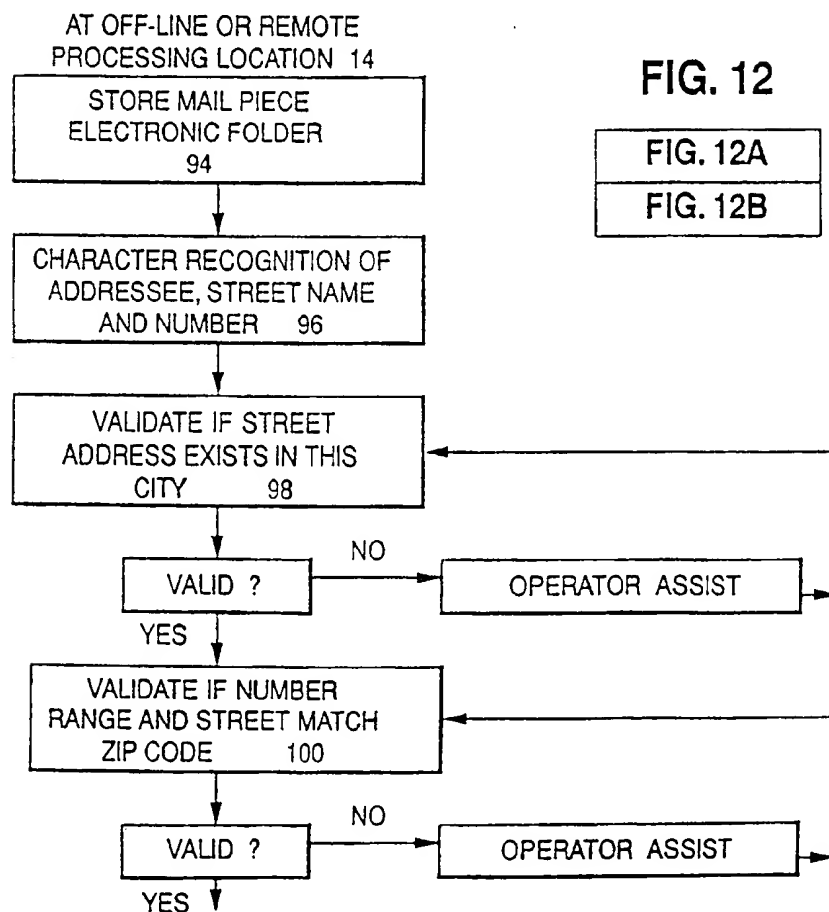 AT OFF-LINE OR REMOTE
PROCESSING LOCATION 14
STORE MAIL PIECE
ELECTRONIC FOLDER
94
CHARACTER RECOGNITION OF
ADDRESSEE, STREET NAME
AND NUMBER 96
VALIDATE IF STREET
ADDRESS EXISTS IN THIS
CITY 98
VALID ?
NO
OPERATOR ASSIST
YES
VALIDATE IF NUMBER
RANGE AND STREET MATCH
ZIP CODE 100
VALID ?
NO
OPERATOR ASSIST
YES
FIG. 12
FIG. 12A
FIG. 12B